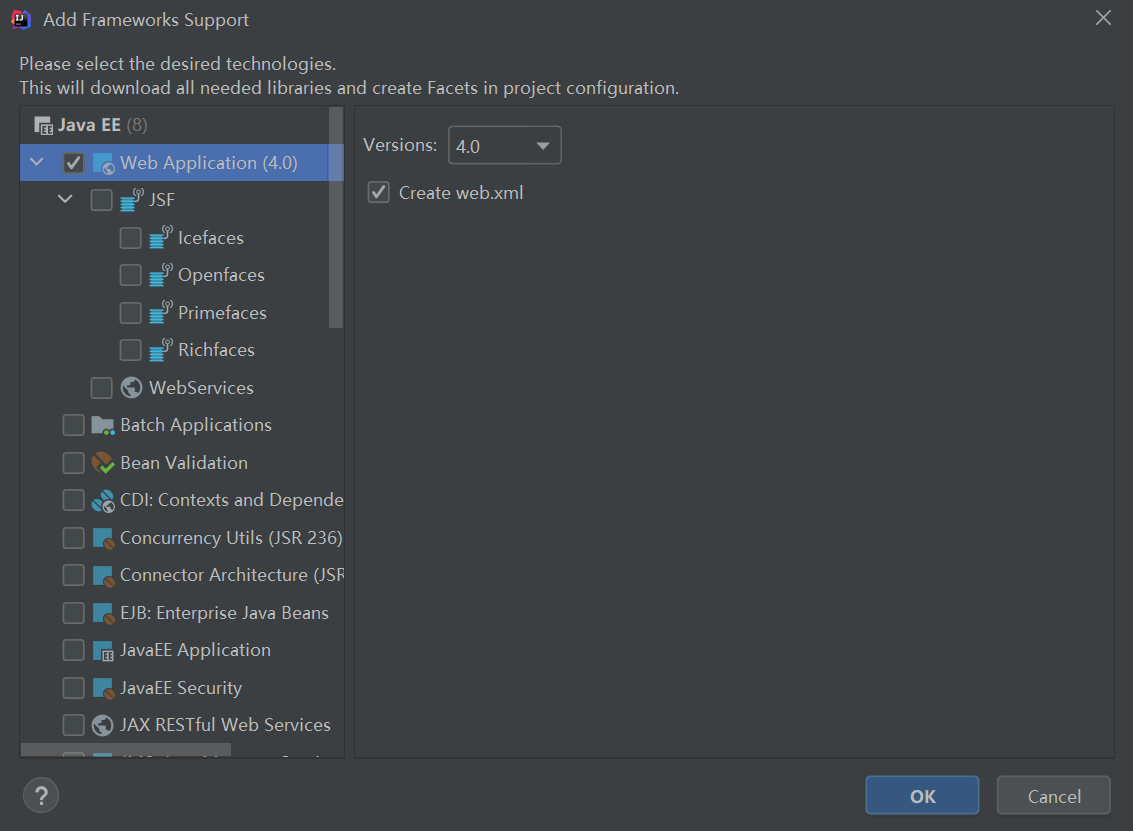 Add Frameworks Support
Please select the desired technologies.
This will download all needed libraries and create Facets in project configuration.
Java EE (8)
Web Application (4.0)
JSF
Icefaces
Openfaces
Primefaces
Richfaces
WebServices
Batch Applications
Bean Validation
CDI: Contexts and Depende
Concurrency Utils (JSR 236)
Connector Architecture (JSR
EJB: Enterprise Java Beans
JavaEE Application
JavaEE Security
JAX RESTful Web Services
Versions: 4.0
Create web.xml
?
OK
Cancel